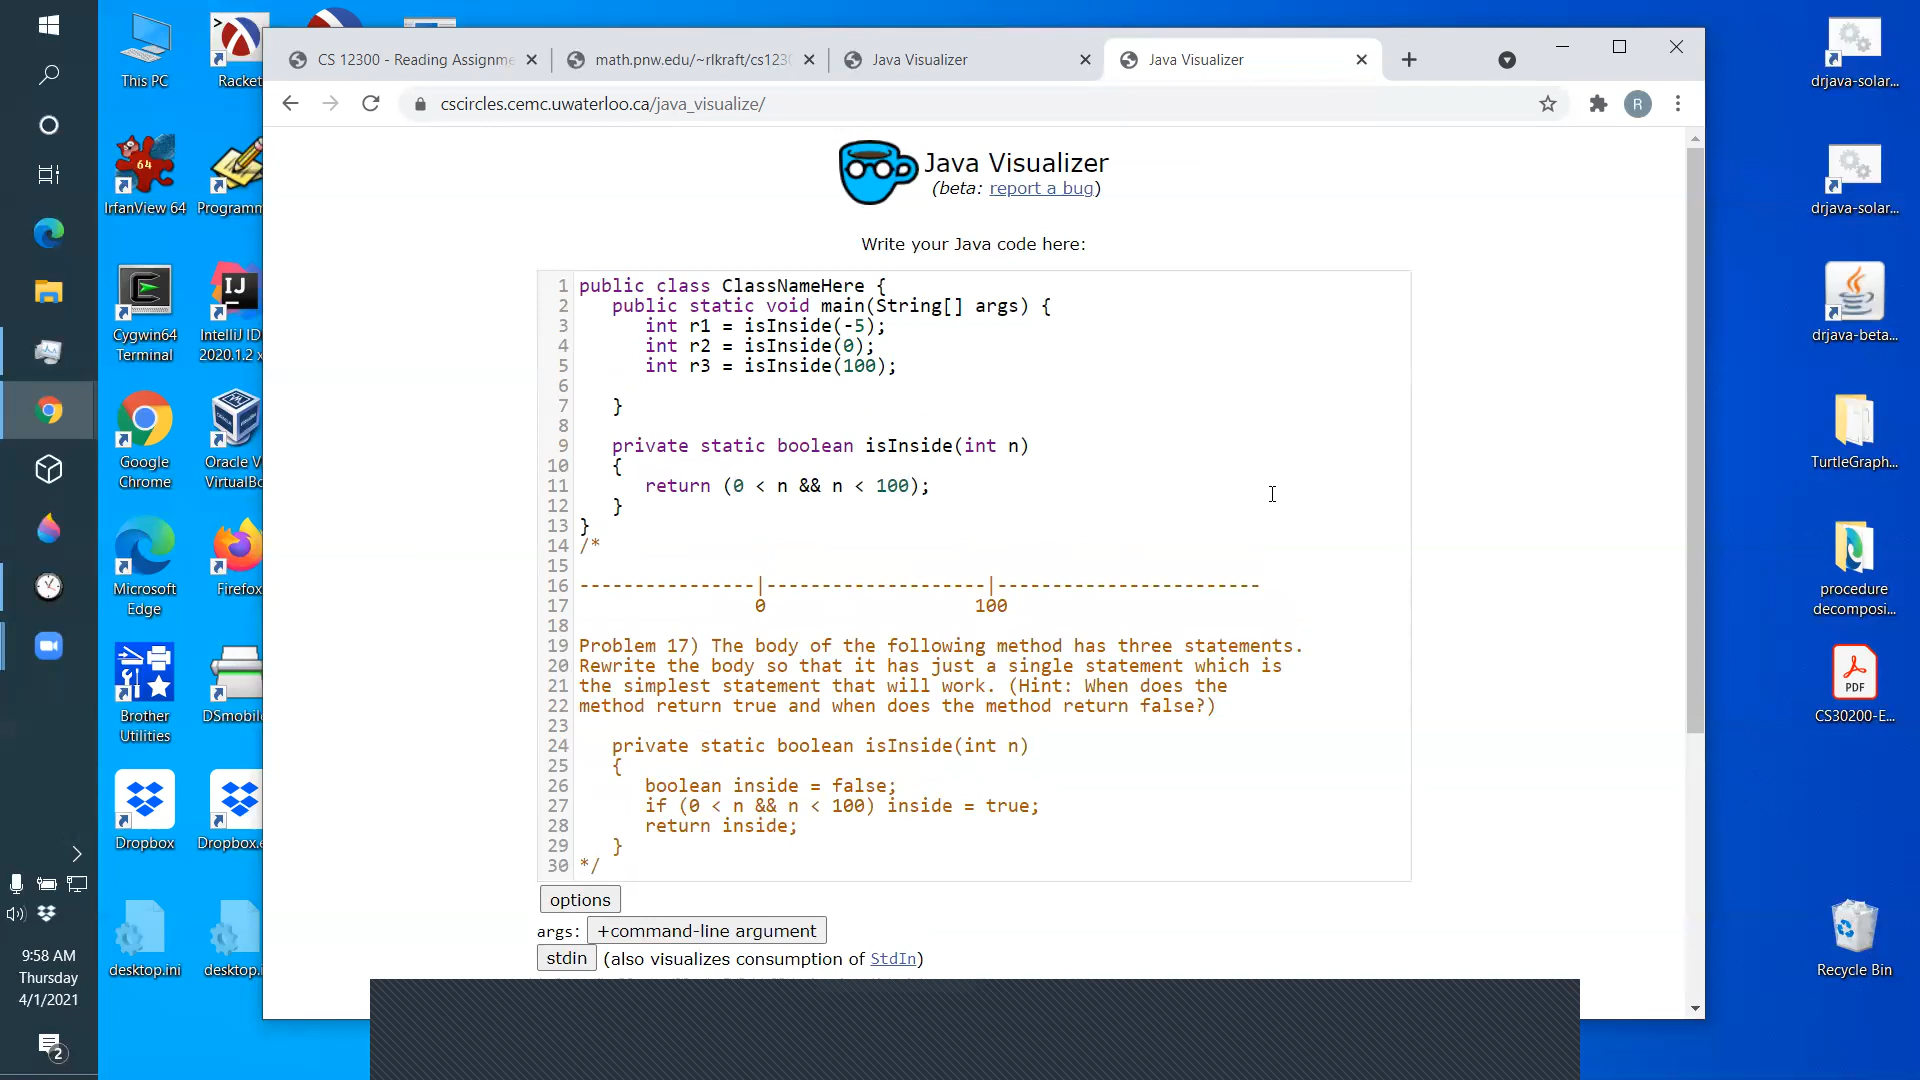 This PC
Racket
IrfanView 64
Programm
Cygwin64
Terminal
IntelliJ ID
2020.1.2 x
Google
Chrome
Oracle V
VirtualBo
Microsoft
Edge
Firefox
Brother
Utilities
DSmobil
Dropbox
Dropbox.e
desktop.ini
desktop.i
9:58 AM
Thursday
4/1/2021
2
CS 12300 - Reading Assignme
math.pnw.edu/~rlkraft/cs123
Java Visualizer
Java Visualizer
cscircles.cemc.uwaterloo.ca/java_visualize/
R
Java Visualizer
(beta: report a bug)
Write your Java code here:
1 public class ClassNameHere {
2 public static void main(String[] args) {
3 int r1 = isInside(-5);
4 int r2 = isInside(0);
5 int r3 = isInside(100);
6
7 }
8
9 private static boolean isInside(int n)
10 {
11 return (0 < n && n < 100);
12 }
13 }
14 /*
15
16 ----------------|--------------------|------------------------
17 0 100
18
19 Problem 17) The body of the following method has three statements.
20 Rewrite the body so that it has just a single statement which is
21 the simplest statement that will work. (Hint: When does the
22 method return true and when does the method return false?)
23
24 private static boolean isInside(int n)
25 {
26 boolean inside = false;
27 if (0 < n && n < 100) inside = true;
28 return inside;
29 }
30 */
options
args: +command-line argument
stdin (also visualizes consumption of StdIn)
drjava-solar...
drjava-solar...
drjava-beta...
TurtleGraph...
procedure
decomposi...
PDF
CS30200-E...
Recycle Bin